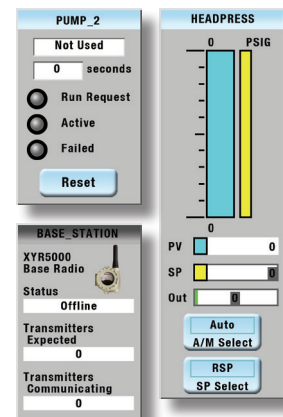 PUMP_2
Not Used
0 seconds
Run Request
Active
Failed
Reset
BASE_STATION
XYR5000
Base Radio
Status
Offline
Transmitters
Expected
0
Transmitters
Communicating
0
HEADPRESS
0 PSIG
0
PV 0
SP 0
Out 0
Auto
A/M Select
RSP
SP Select